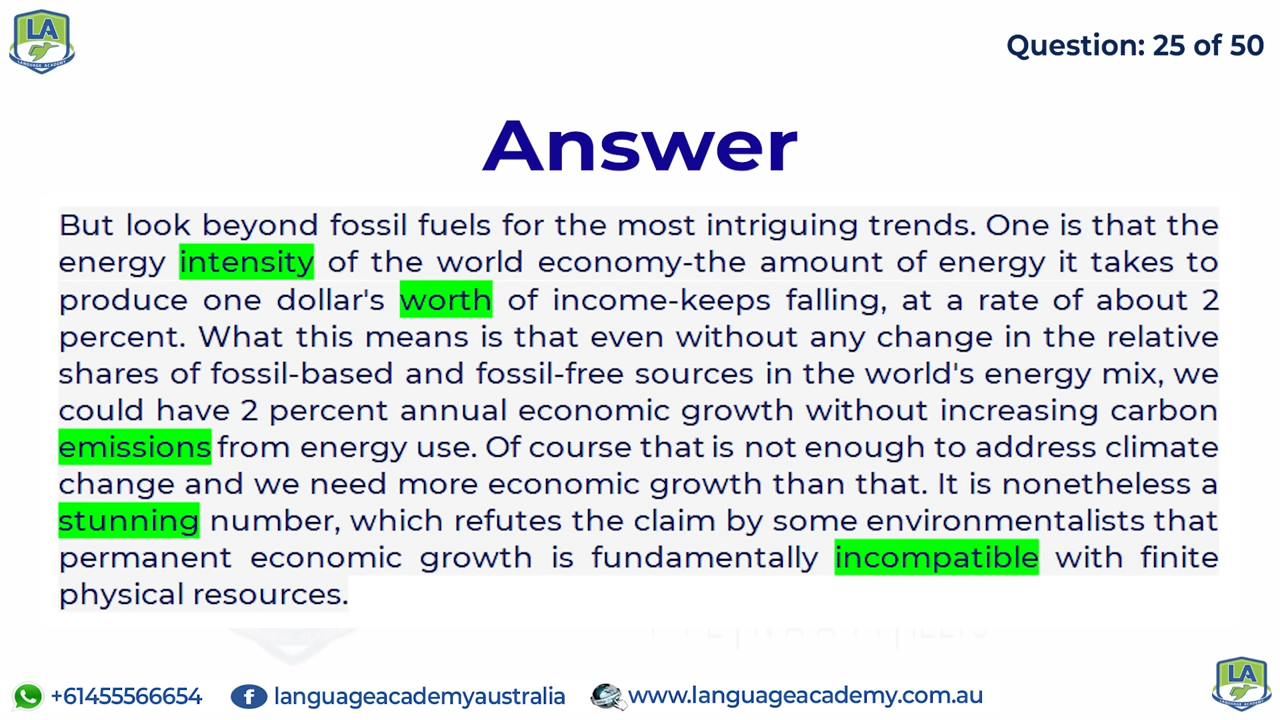 LA
LANGUAGE ACADEMY
Question: 25 of 50
Answer
But look beyond fossil fuels for the most intriguing trends. One is that the
energy intensity of the world economy-the amount of energy it takes to
produce one dollar's worth of income-keeps falling, at a rate of about 2
percent. What this means is that even without any change in the relative
shares of fossil-based and fossil-free sources in the world's energy mix, we
could have 2 percent annual economic growth without increasing carbon
emissions from energy use. Of course that is not enough to address climate
change and we need more economic growth than that. It is nonetheless a
stunning number, which refutes the claim by some environmentalists that
permanent economic growth is fundamentally incompatible with finite
physical resources.
+61455566654
languageacademyaustralia
www.languageacademy.com.au
LA